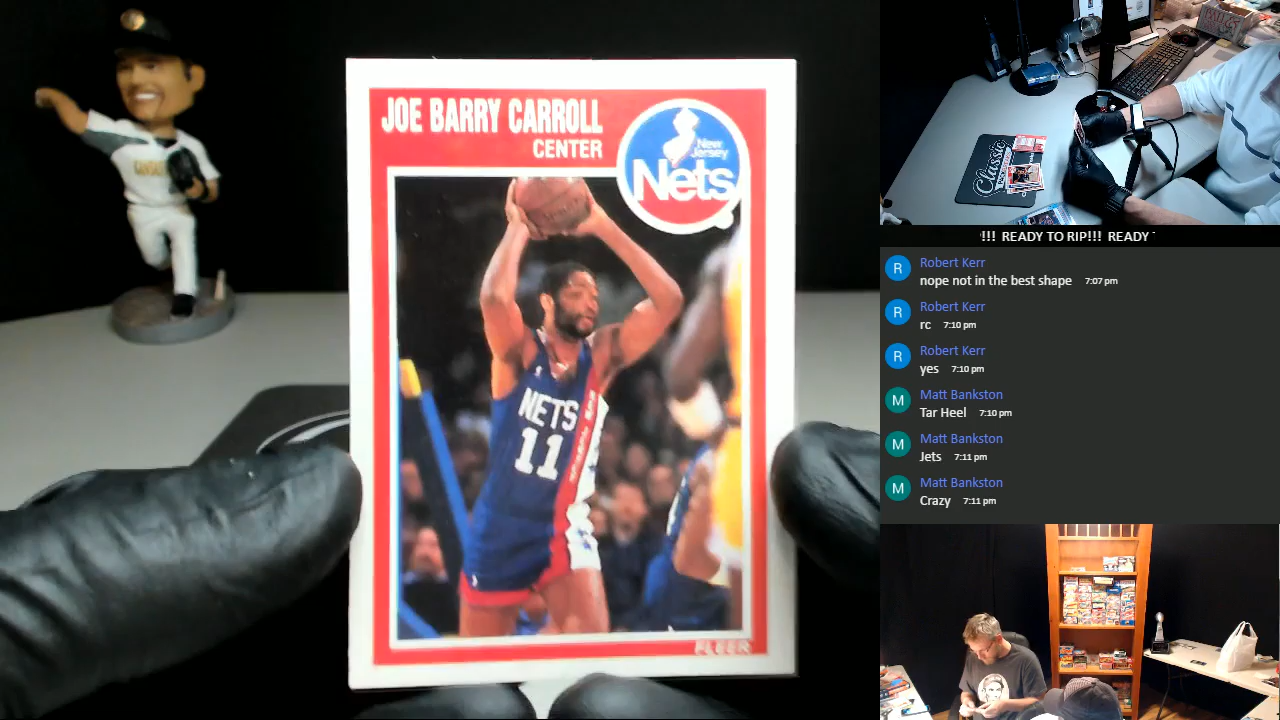 JOE BARRY CARROLL
CENTER
New
Jersey
Nets
NETS
11
FLEER
Classic
!!! READY TO RIP!!! READY
R
Robert Kerr
nope not in the best shape 7:07 pm
R
Robert Kerr
rc 7:10 pm
R
Robert Kerr
yes 7:10 pm
M
Matt Bankston
Tar Heel 7:10 pm
M
Matt Bankston
Jets 7:11 pm
M
Matt Bankston
Crazy 7:11 pm